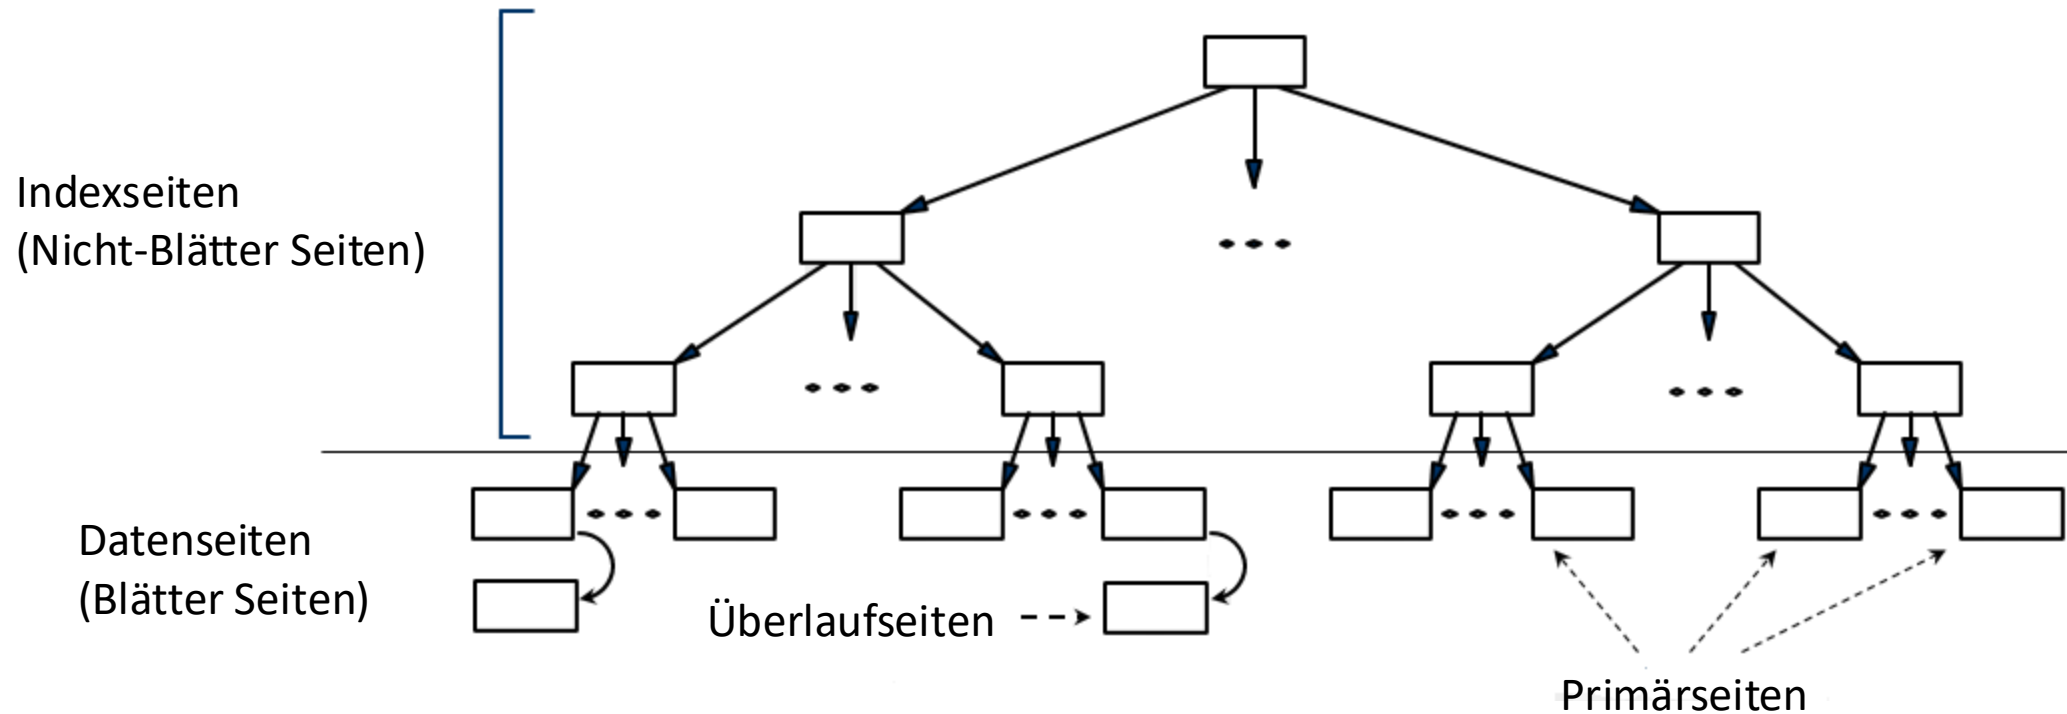 Indexseiten
(Nicht-Blätter Seiten)
Datenseiten
(Blätter Seiten)
Überlaufseiten
Primärseiten